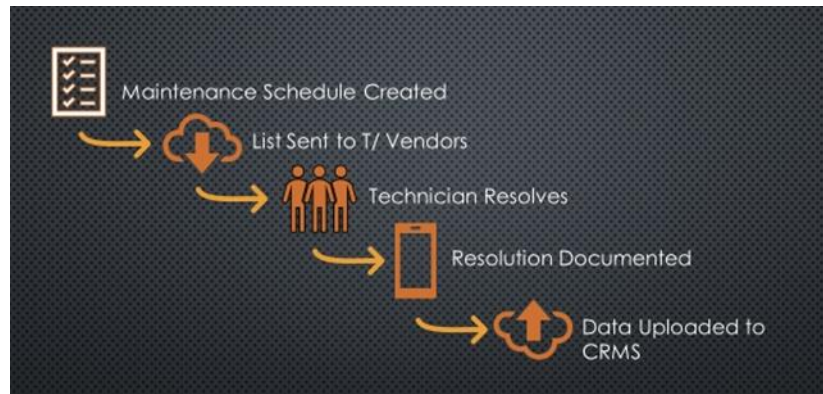 Maintenance Schedule Created
List Sent to T/ Vendors
Technician Resolves
Resolution Documented
Data Uploaded to
CRMS